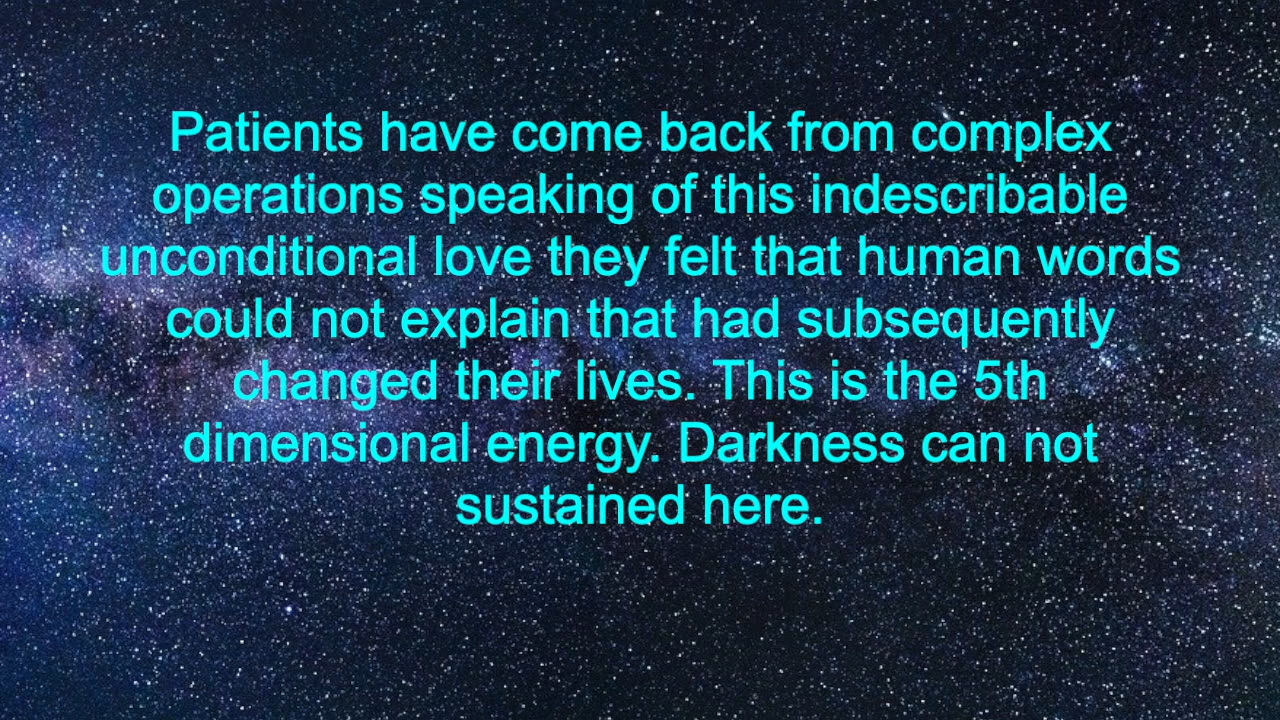 Patients have come back from complex
operations speaking of this indescribable
unconditional love they felt that human words
could not explain that had subsequently
changed their lives. This is the 5th
dimensional energy. Darkness can not
sustained here.